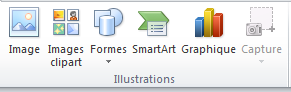 Image Images Formes SmartArt Graphique Capture
clipart
Illustrations